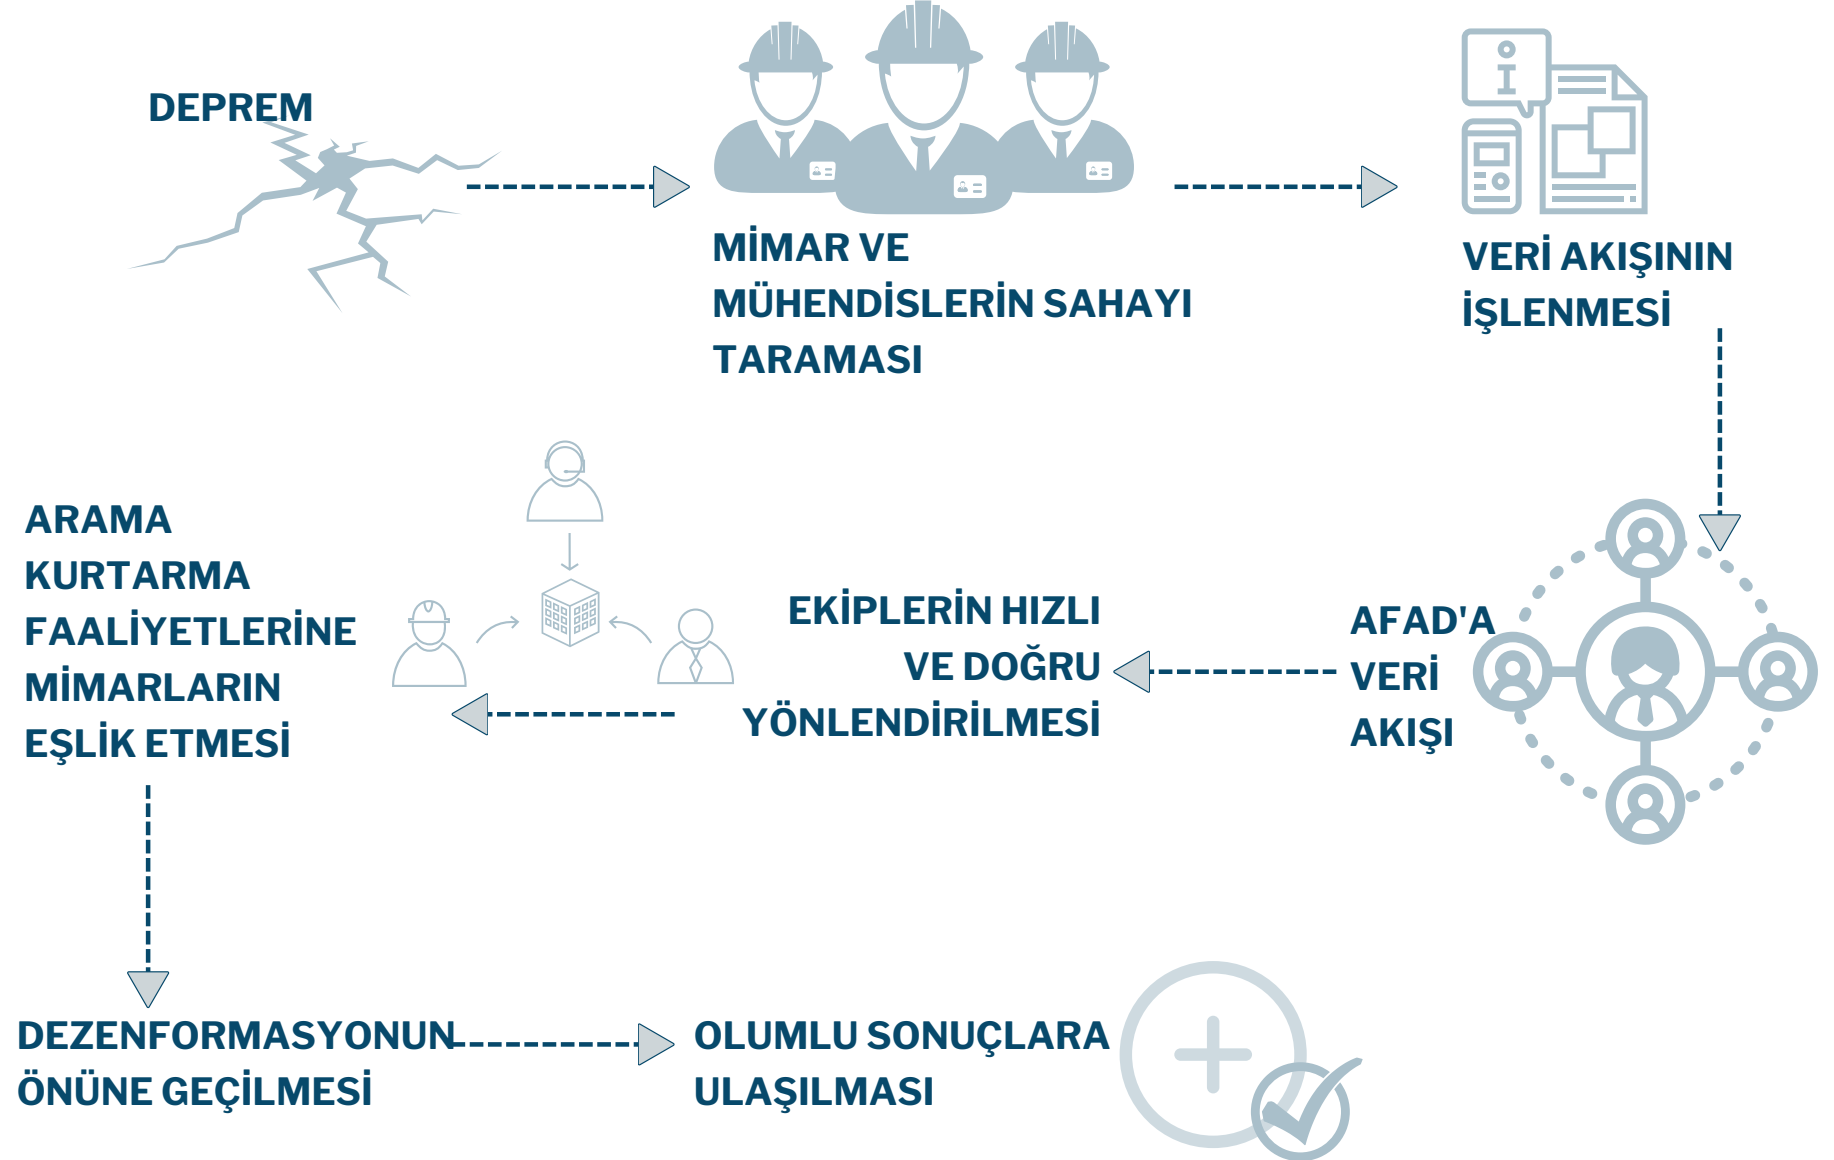 DEPREM
MİMAR VE
MÜHENDİSLERİN SAHAYI
TARAMASI
VERİ AKIŞININ
İŞLENMESİ
AFAD'A
VERİ
AKIŞI
EKİPLERİN HIZLI
VE DOĞRU
YÖNLENDİRİLMESİ
ARAMA
KURTARMA
FAALİYETLERİNE
MİMARLARIN
EŞLİK ETMESİ
DEZENFORMASYONUN
ÖNÜNE GEÇİLMESİ
OLUMLU SONUÇLARA
ULAŞILMASI